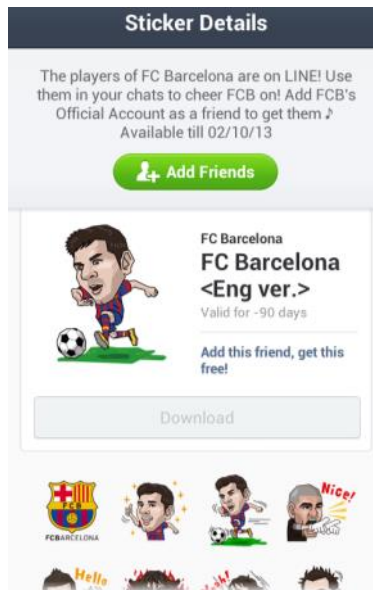 Sticker Details
The players of FC Barcelona are on LINE! Use
them in your chats to cheer FCB on! Add FCB's
Official Account as a friend to get them ♪
Available till 02/10/13
Add Friends
FC Barcelona
FC Barcelona
<Eng ver.>
Valid for -90 days
Add this friend, get this
free!
Download
FCB
FCBARCELONA
Nice!
Hello